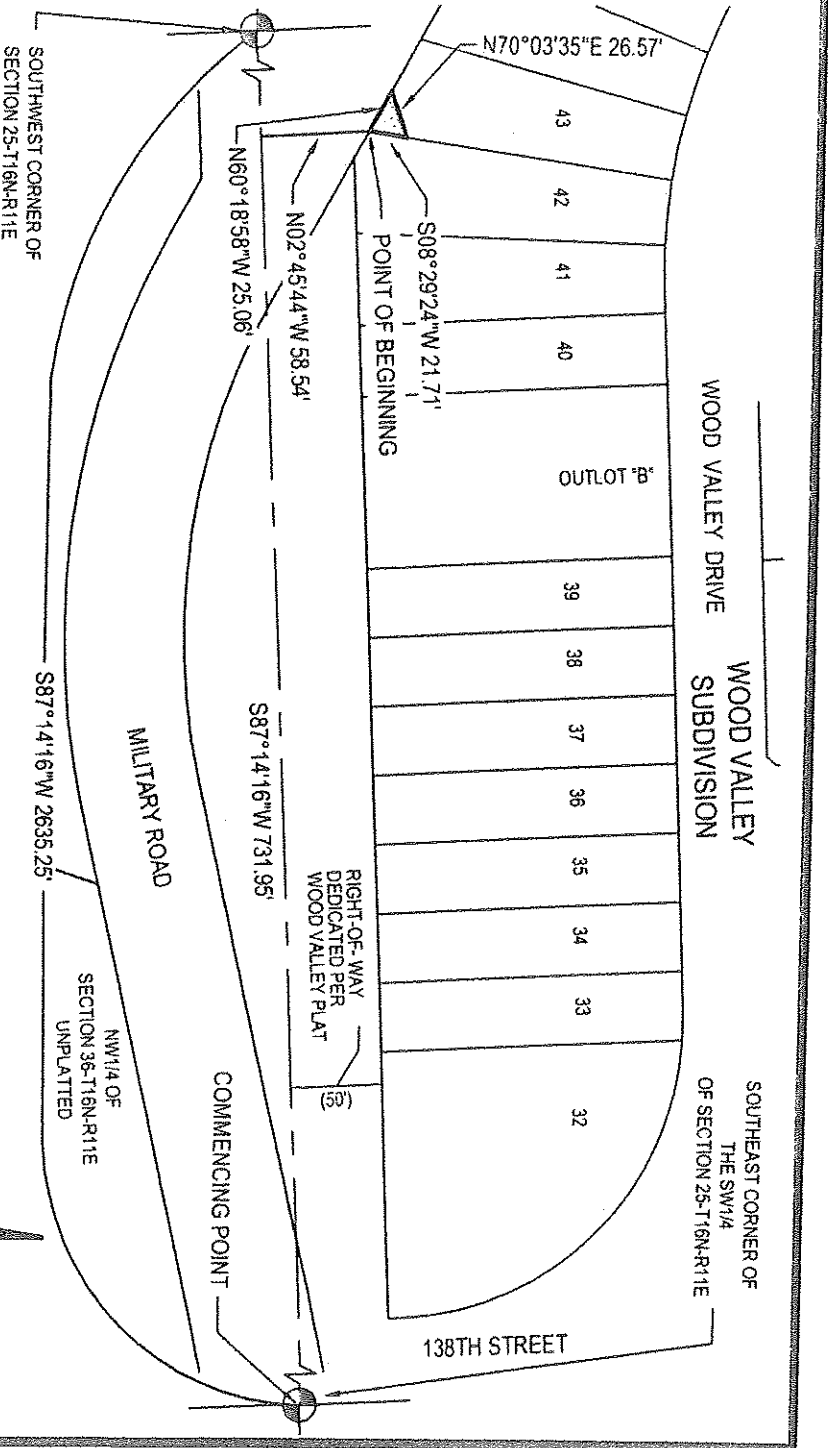 N70°03'35"E 26.57'
43
42
41
40
OUTLOT "B"
39
38
37
36
35
34
33
32
WOOD VALLEY DRIVE
WOOD VALLEY
SUBDIVISION
SOUTHEAST CORNER OF
THE SW1/4
OF SECTION 25-T16N-R11E
S08°29'24"W 21.71'
POINT OF BEGINNING
N02°45'44"W 58.54'
N60°18'58"W 25.06'
SOUTHWEST CORNER OF
SECTION 25-T16N-R11E
S87°14'16"W 731.95'
RIGHT-OF-WAY
DEDICATED PER
WOOD VALLEY PLAT
(50')
138TH STREET
COMMENCING POINT
MILITARY ROAD
NW1/4 OF
SECTION 36-T16N-R11E
UNPLATTED
S87°14'16"W 2635.25'